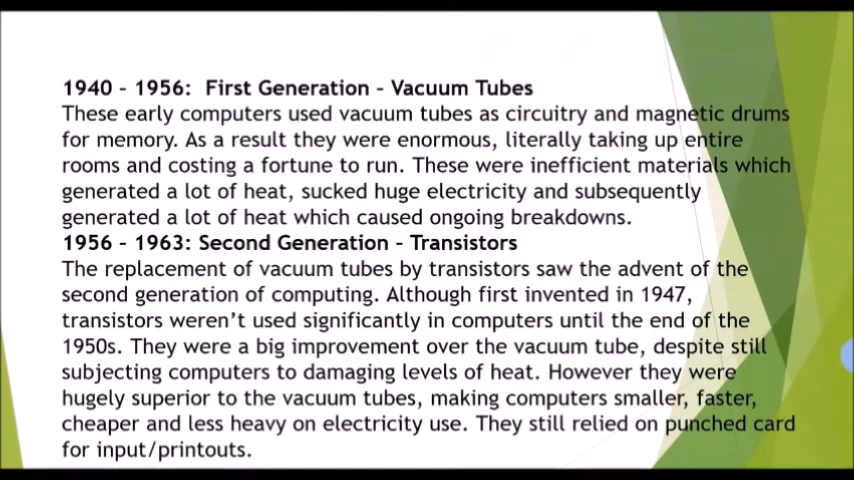 1940 – 1956:  First Generation – Vacuum Tubes
These early computers used vacuum tubes as circuitry and magnetic drums
for memory. As a result they were enormous, literally taking up entire
rooms and costing a fortune to run. These were inefficient materials which
generated a lot of heat, sucked huge electricity and subsequently
generated a lot of heat which caused ongoing breakdowns.
1956 – 1963: Second Generation – Transistors
The replacement of vacuum tubes by transistors saw the advent of the
second generation of computing. Although first invented in 1947,
transistors weren’t used significantly in computers until the end of the
1950s. They were a big improvement over the vacuum tube, despite still
subjecting computers to damaging levels of heat. However they were
hugely superior to the vacuum tubes, making computers smaller, faster,
cheaper and less heavy on electricity use. They still relied on punched card
for input/printouts.